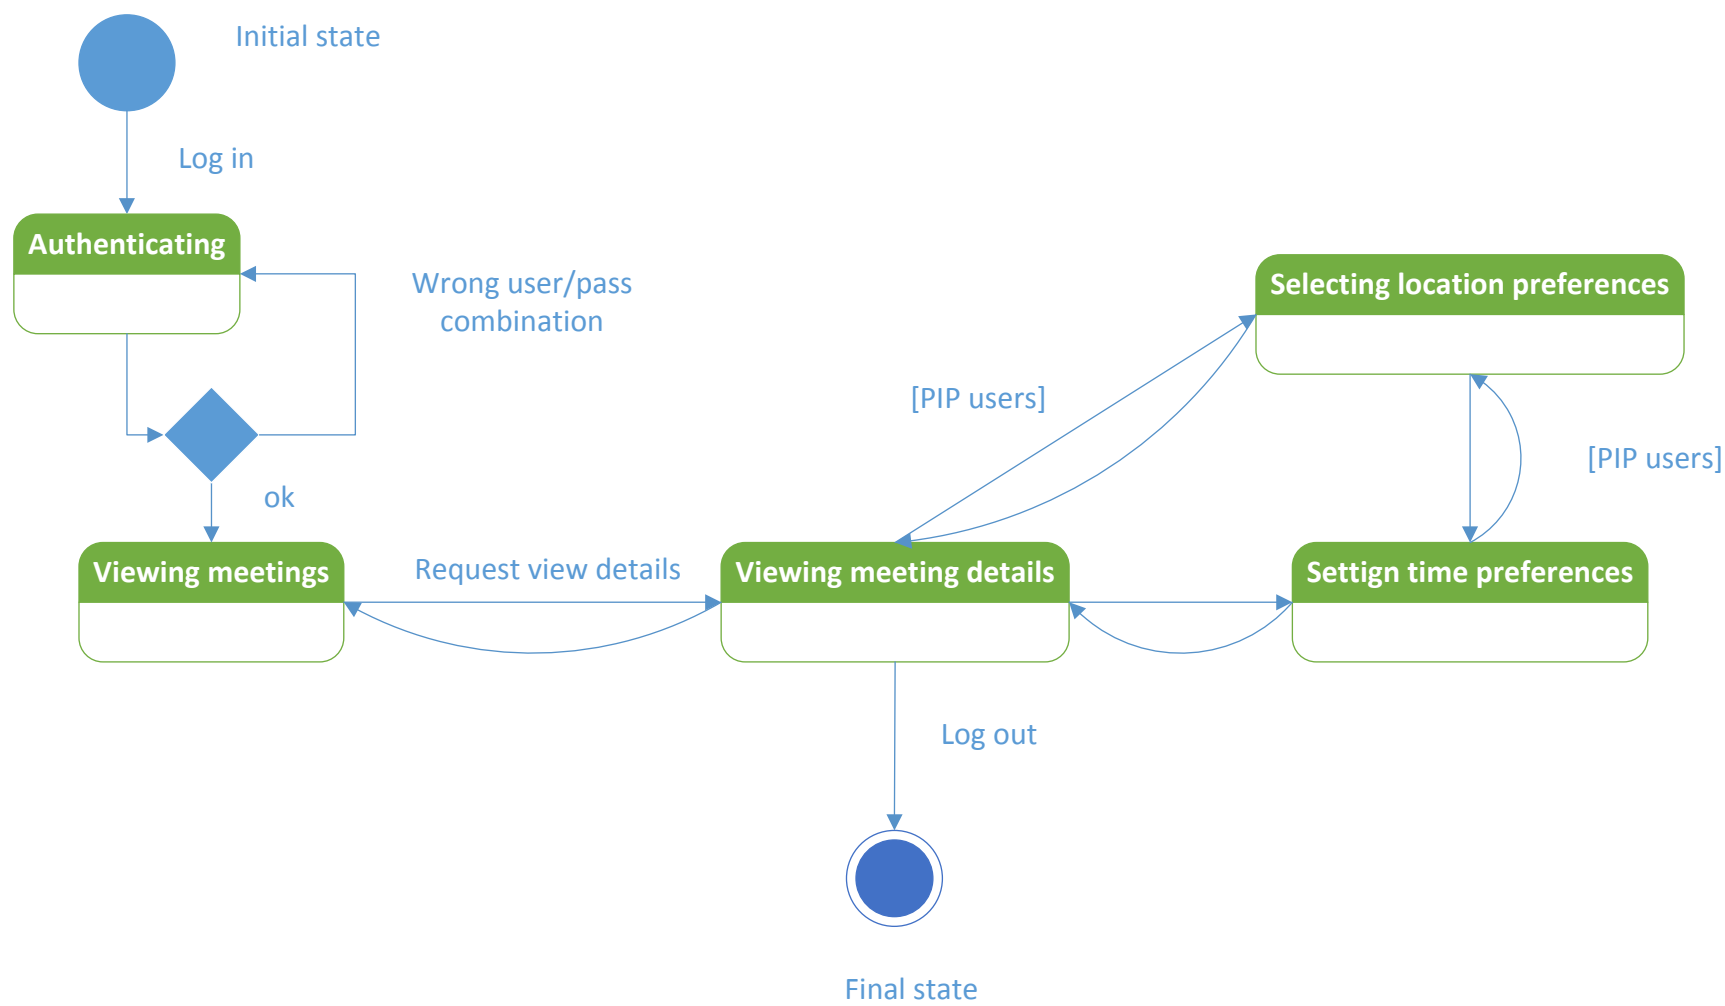 Initial state
Log in
Authenticating
Wrong user/pass
combination
Selecting location preferences
[PIP users]
[PIP users]
ok
Viewing meetings
Request view details
Viewing meeting details
Settign time preferences
Log out
Final state